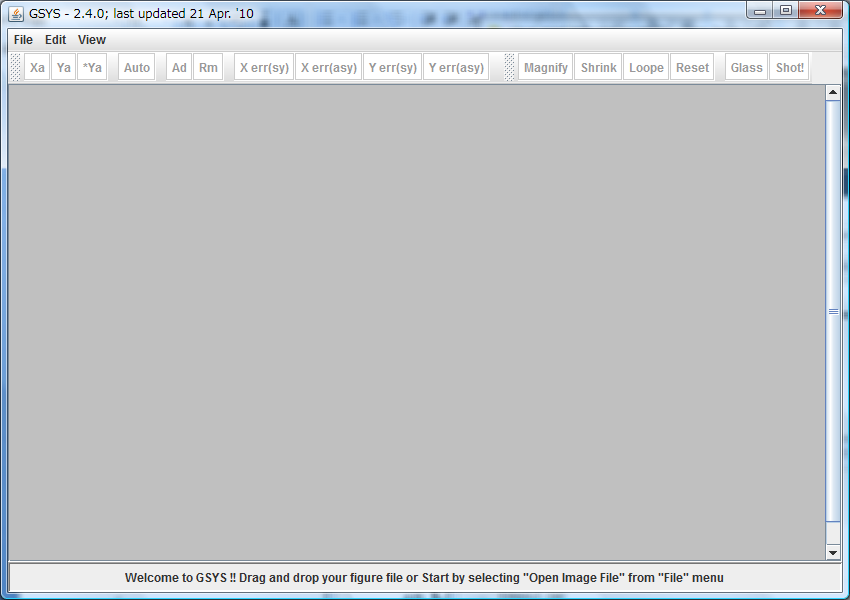 GSYS - 2.4.0; last updated 21 Apr. '10
File Edit View
Xa Ya *Ya Auto Ad Rm X err(sy) X err(asy) Y err(sy) Y err(asy) Magnify Shrink Loope Reset Glass Shot!
Welcome to GSYS !! Drag and drop your figure file or Start by selecting "Open Image File" from "File" menu